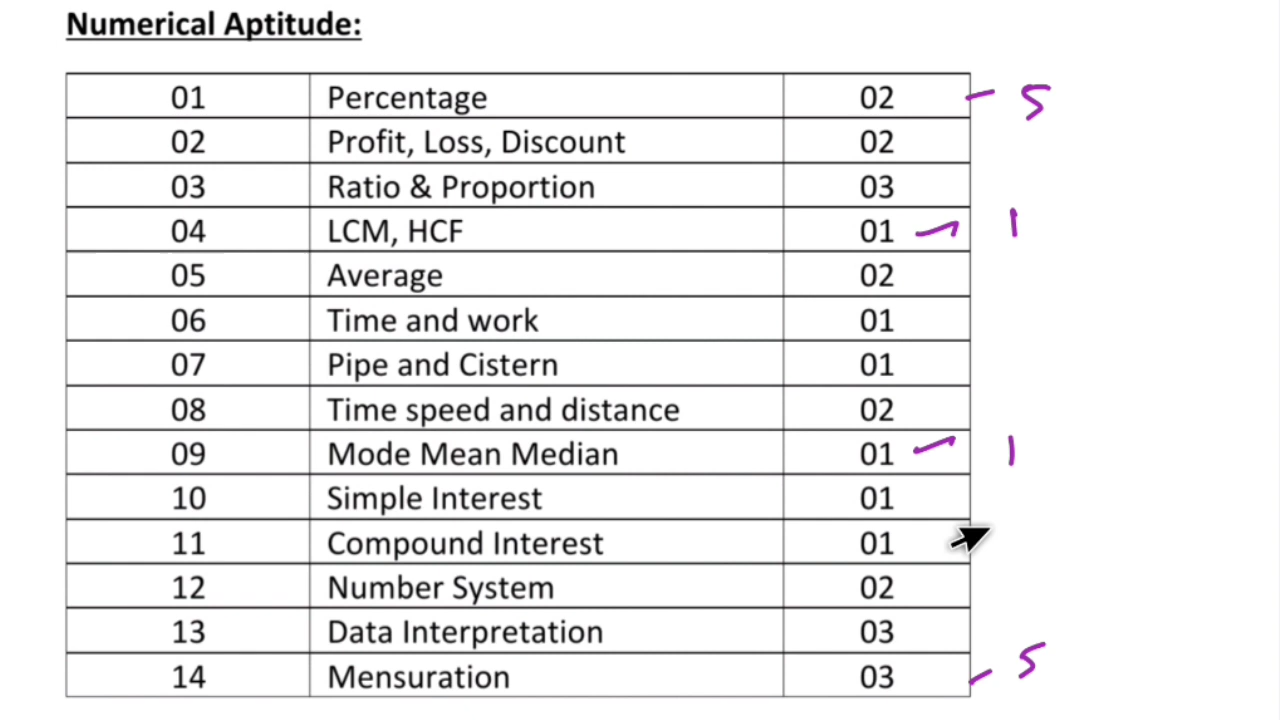 Numerical Aptitude:
01 Percentage 02 - 5
02 Profit, Loss, Discount 02
03 Ratio & Proportion 03
04 LCM, HCF 01 - 1
05 Average 02
06 Time and work 01
07 Pipe and Cistern 01
08 Time speed and distance 02
09 Mode Mean Median 01 - 1
10 Simple Interest 01
11 Compound Interest 01
12 Number System 02
13 Data Interpretation 03
14 Mensuration 03 - 5